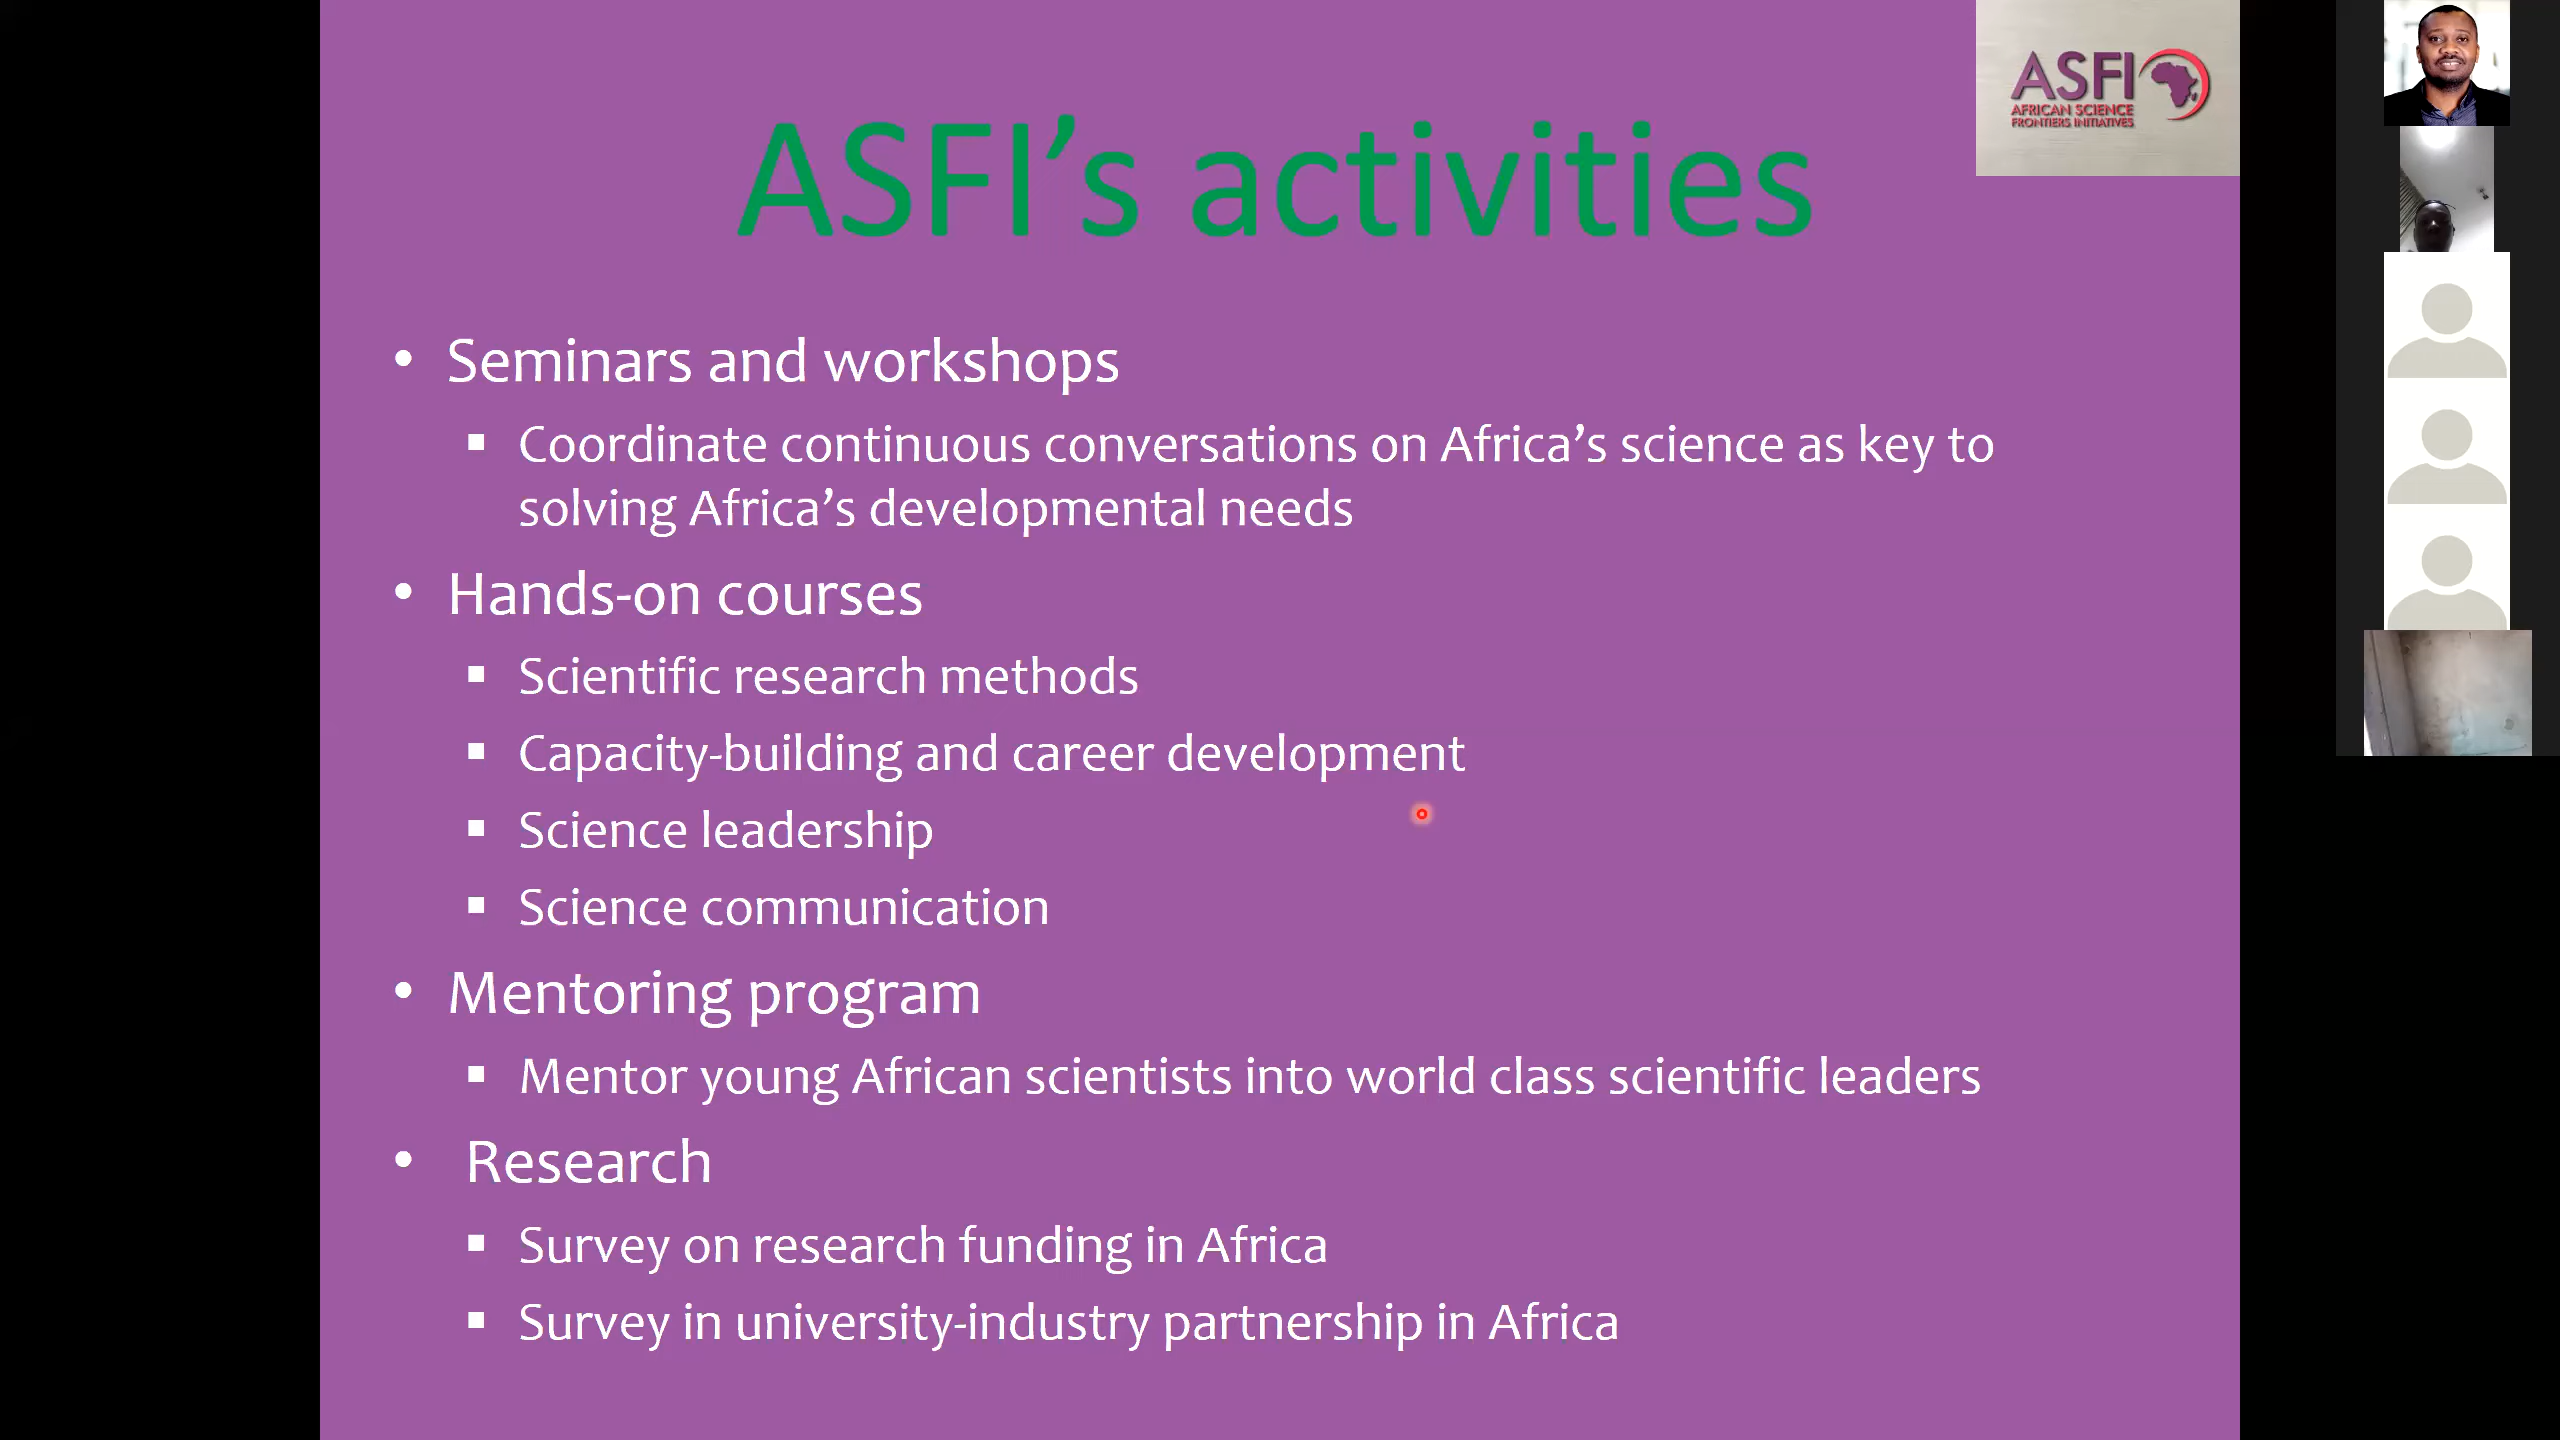 ASFI
AFRICAN SCIENCE
FRONTIERS INITIATIVES
ASFI’s activities
• Seminars and workshops
▪ Coordinate continuous conversations on Africa’s science as key to
solving Africa’s developmental needs
• Hands-on courses
▪ Scientific research methods
▪ Capacity-building and career development
▪ Science leadership
▪ Science communication
• Mentoring program
▪ Mentor young African scientists into world class scientific leaders
• Research
▪ Survey on research funding in Africa
▪ Survey in university-industry partnership in Africa